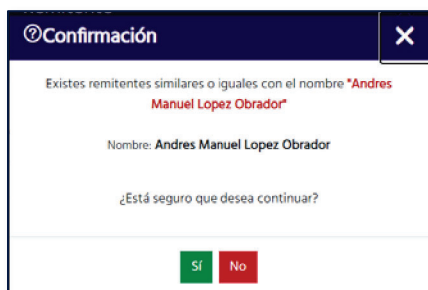 Confirmación
Existes remitentes similares o iguales con el nombre "Andres
Manuel Lopez Obrador"
Nombre: Andres Manuel Lopez Obrador
¿Está seguro que desea continuar?
Sí No